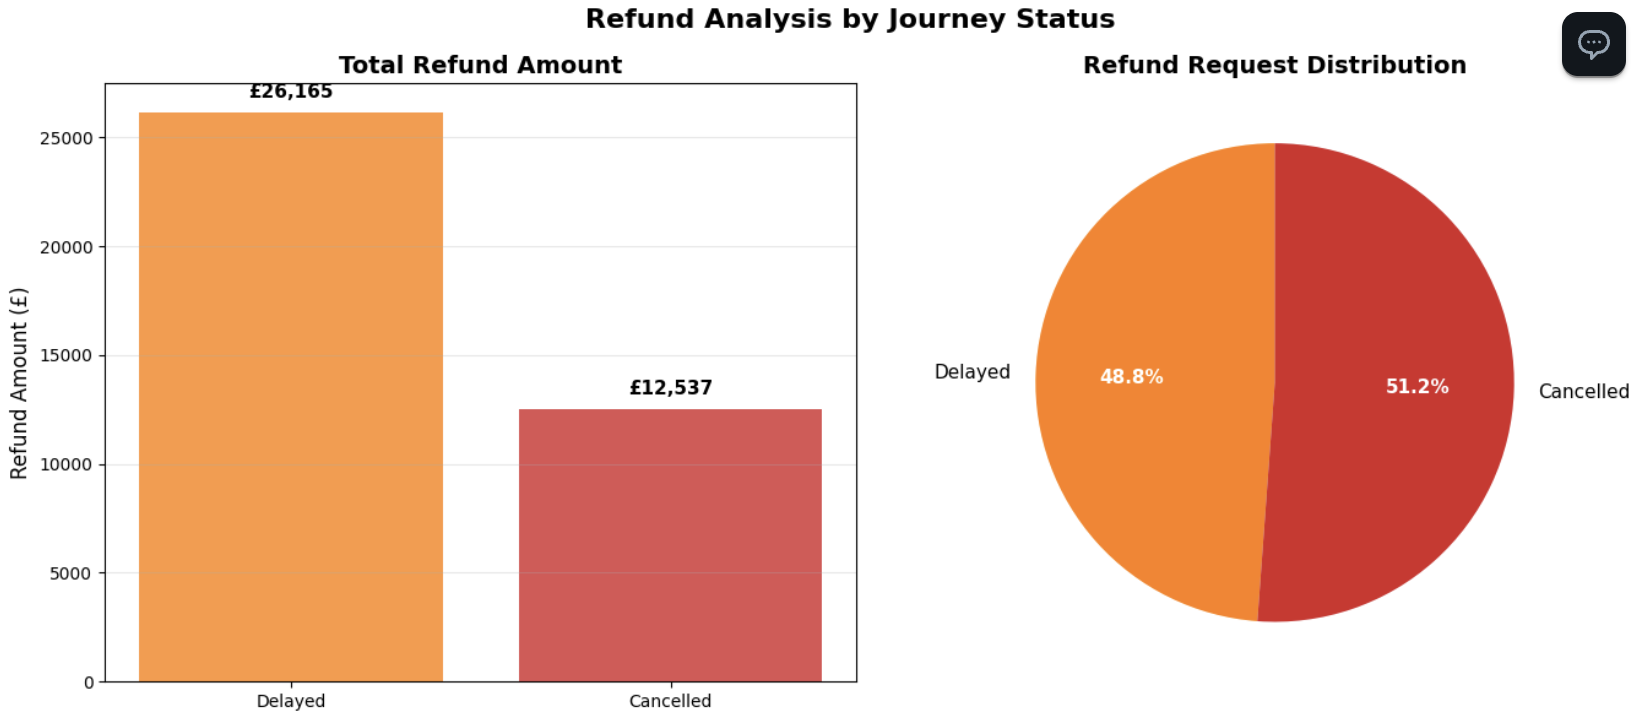 Refund Analysis by Journey Status
Total Refund Amount
£26,165
£12,537
25000
20000
15000
10000
5000
0
Refund Amount (£)
Delayed
Cancelled
Refund Request Distribution
Delayed
48.8%
51.2%
Cancelled